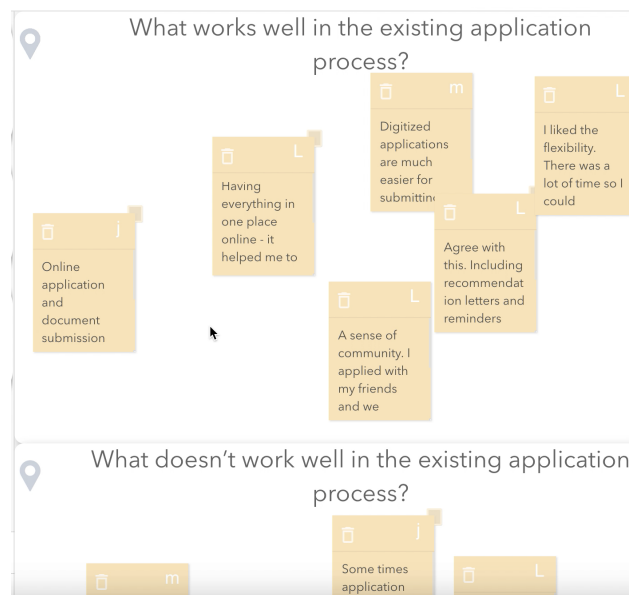 What works well in the existing application
process?
m
Digitized
applications
are much
easier for
L
I liked the
flexibility.
There was a
lot of time so I
could
L
Having
everything in
one place
online - it
helped me to
L
Agree with
this. Including
recommendat
ion letters and
reminders
j
Online
application
and
document
submission
L
A sense of
community. I
applied with
my friends
and we
What doesn’t work well in the existing application
process?
j
Some times
application
m
L